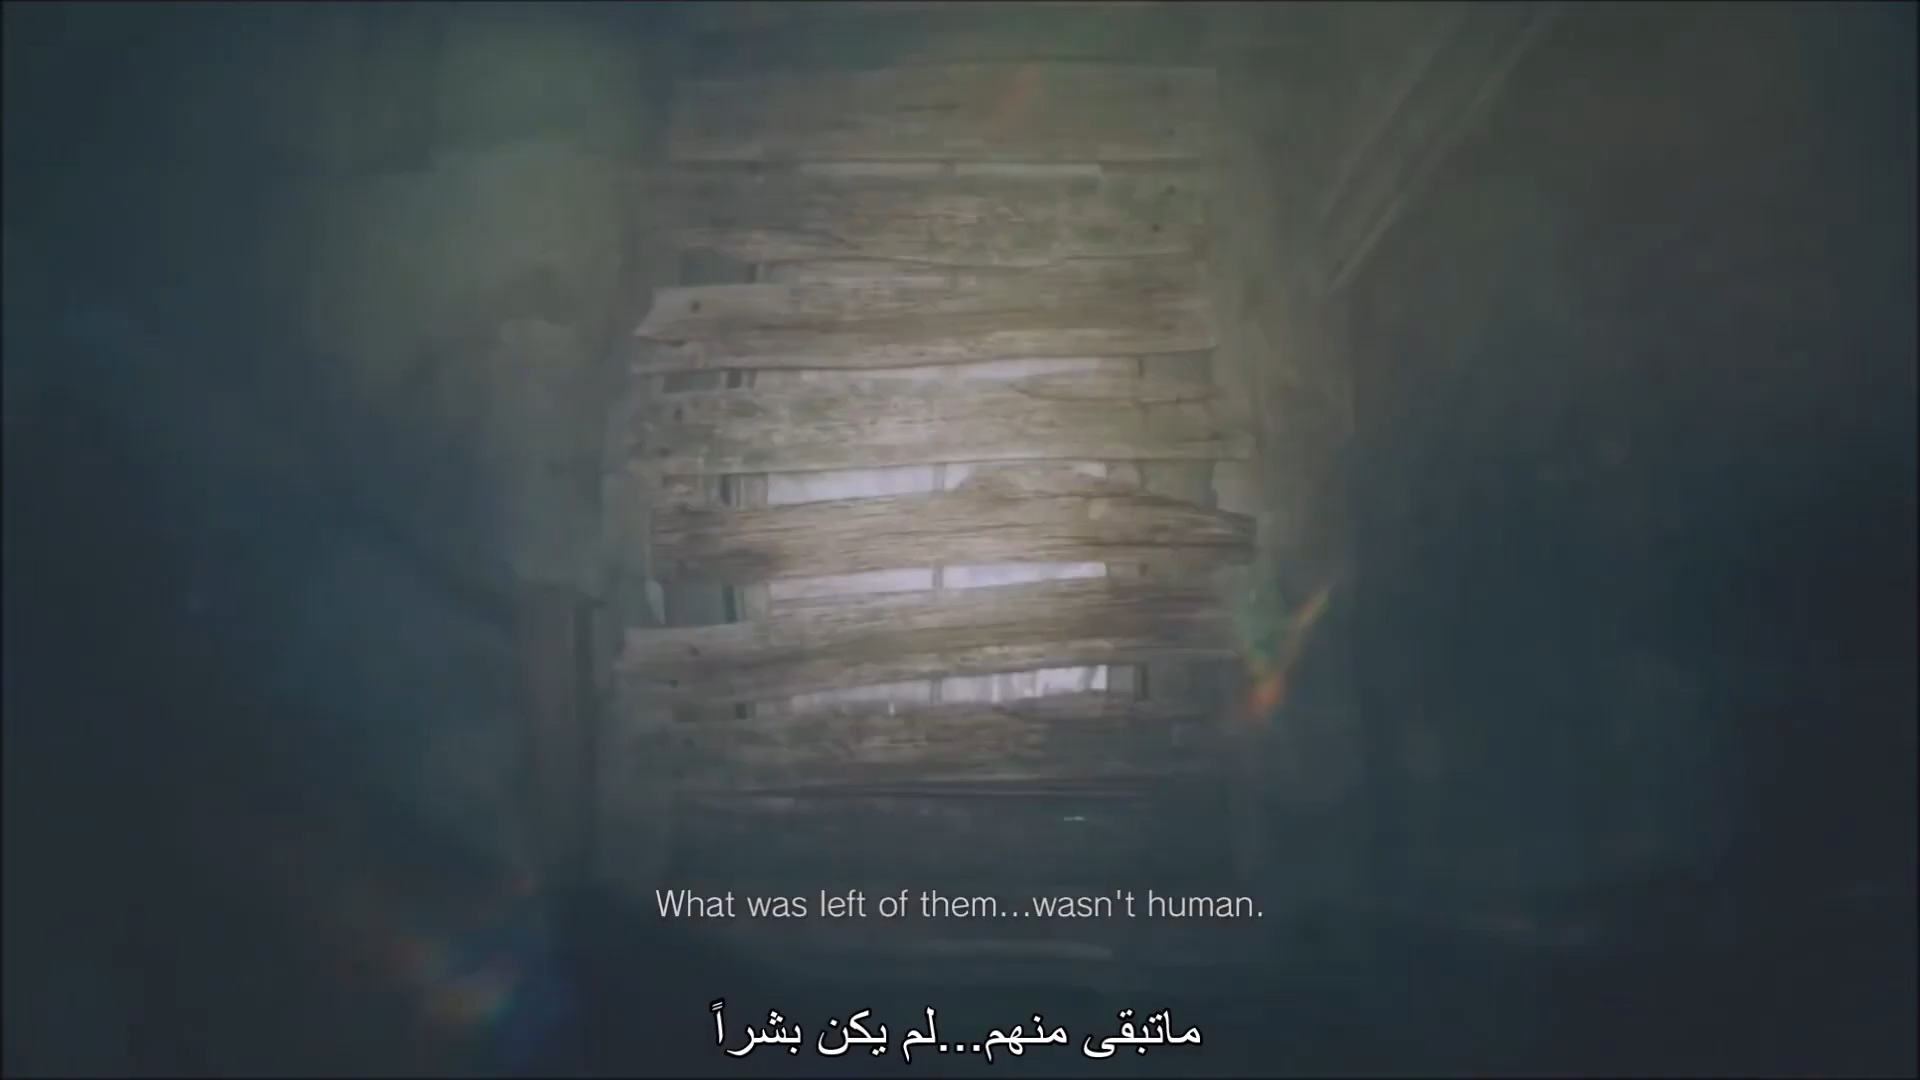 What was left of them...wasn't human.
ماتبقى منهم...لم يكن بشراً